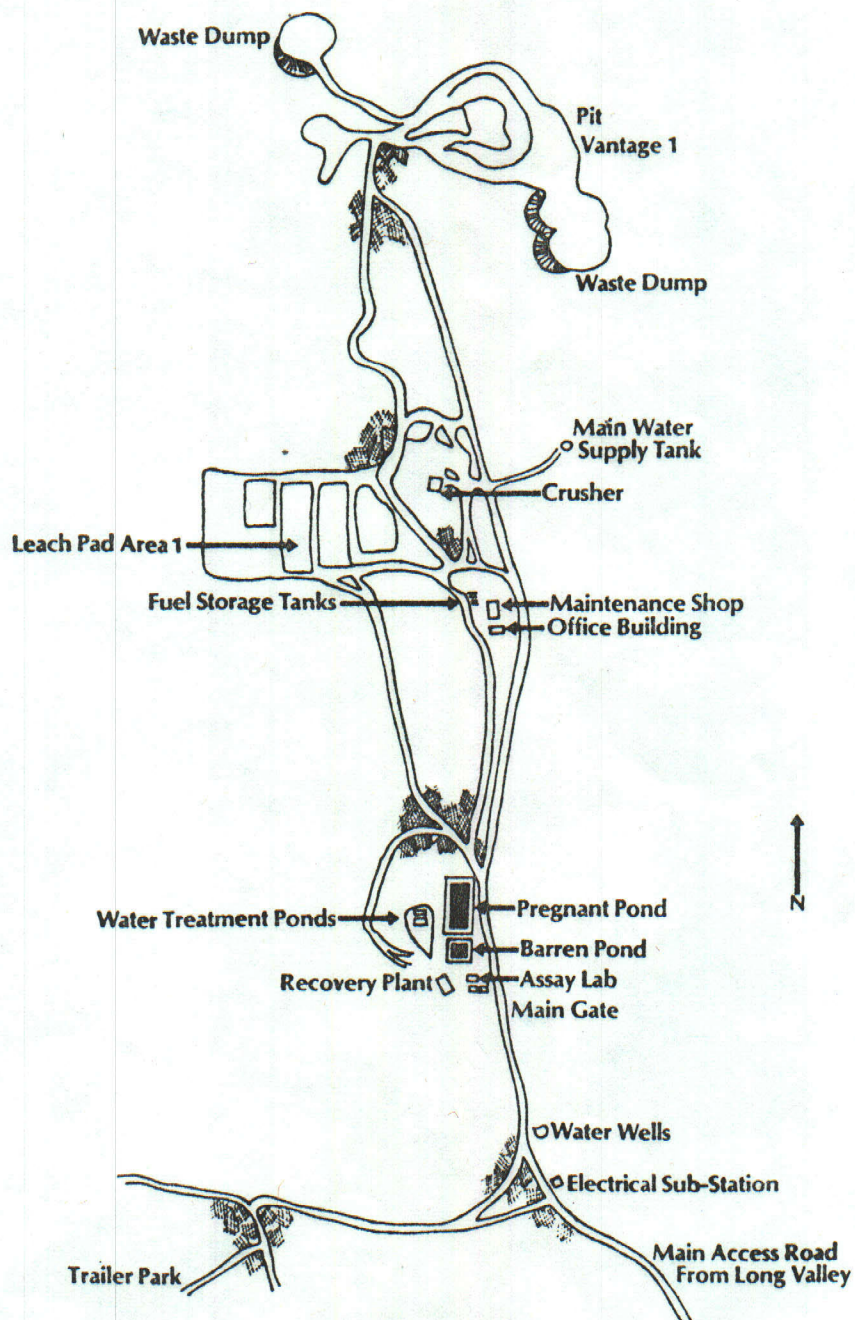 Waste Dump
Pit
Vantage 1
Waste Dump
Main Water
Supply Tank
Crusher
Leach Pad Area 1
Fuel Storage Tanks
Maintenance Shop
Office Building
N
Water Treatment Ponds
Pregnant Pond
Barren Pond
Recovery Plant
Assay Lab
Main Gate
Water Wells
Electrical Sub-Station
Main Access Road
From Long Valley
Trailer Park